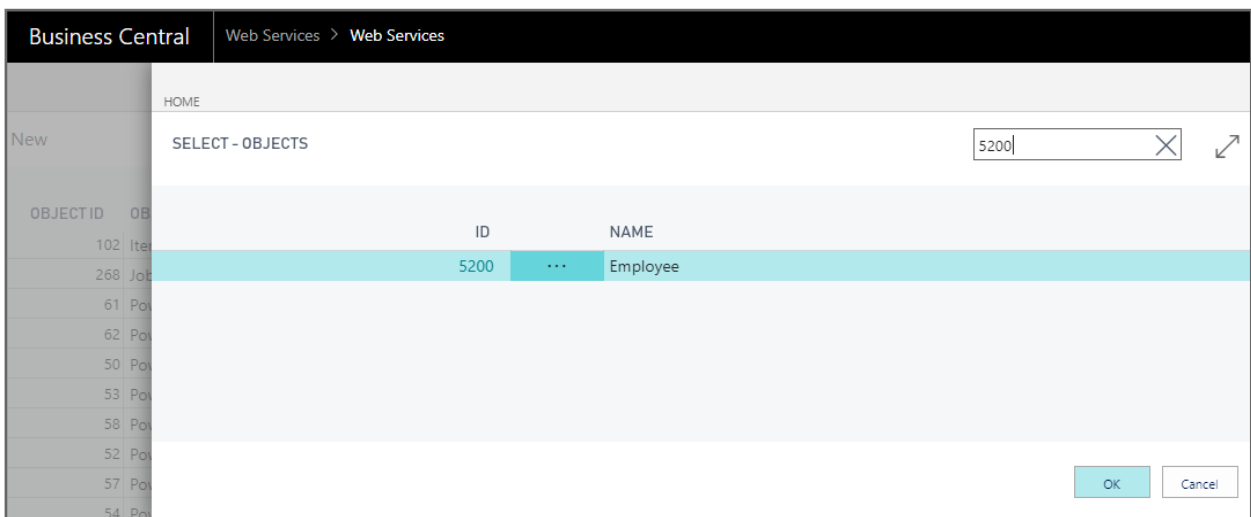 Business Central Web Services > Web Services
HOME
New
SELECT - OBJECTS
5200
OBJECT ID
ID NAME
102
5200 ... Employee
268
61
62
50
53
58
52
57
OK Cancel
54